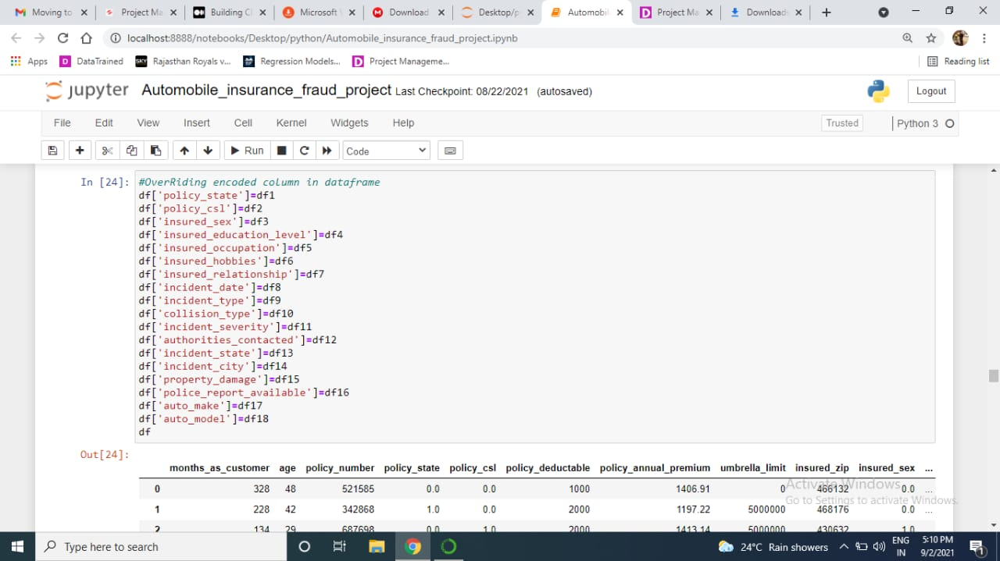 Moving to
Project Ma
Building C
Microsoft
Download
Desktop/p
Automobil
Project Ma
Download
localhost:8888/notebooks/Desktop/python/Automobile_insurance_fraud_project.ipynb
Apps
D DataTrained
SKY Rajasthan Royals v...
Regression Models...
D Project Manageme...
Reading list
jupyter Automobile_insurance_fraud_project Last Checkpoint: 08/22/2021 (autosaved)
Logout
File Edit View Insert Cell Kernel Widgets Help
Trusted
Python 3
Run
Code
In [24]: #OverRiding encoded column in dataframe
df['policy_state']=df1
df['policy_csl']=df2
df['insured_sex']=df3
df['insured_education_level']=df4
df['insured_occupation']=df5
df['insured_hobbies']=df6
df['insured_relationship']=df7
df['incident_date']=df8
df['incident_type']=df9
df['collision_type']=df10
df['incident_severity']=df11
df['authorities_contacted']=df12
df['incident_state']=df13
df['incident_city']=df14
df['property_damage']=df15
df['police_report_available']=df16
df['auto_make']=df17
df['auto_model']=df18
df
Out[24]:
months_as_customer age policy_number policy_state policy_csl policy_deductable policy_annual_premium umbrella_limit insured_zip insured_sex ...
0 328 48 521585 0.0 0.0 1000 1406.91 0 466132 0.0 ...
1 228 42 342868 1.0 0.0 2000 1197.22 5000000 468176 0.0 ...
2 134 29 687698 0.0 1.0 2000 1413.14 5000000 430632 1.0
Activate Windows
Go to Settings to activate Windows.
Type here to search
24°C Rain showers
ENG
IN
5:10 PM
9/2/2021
1